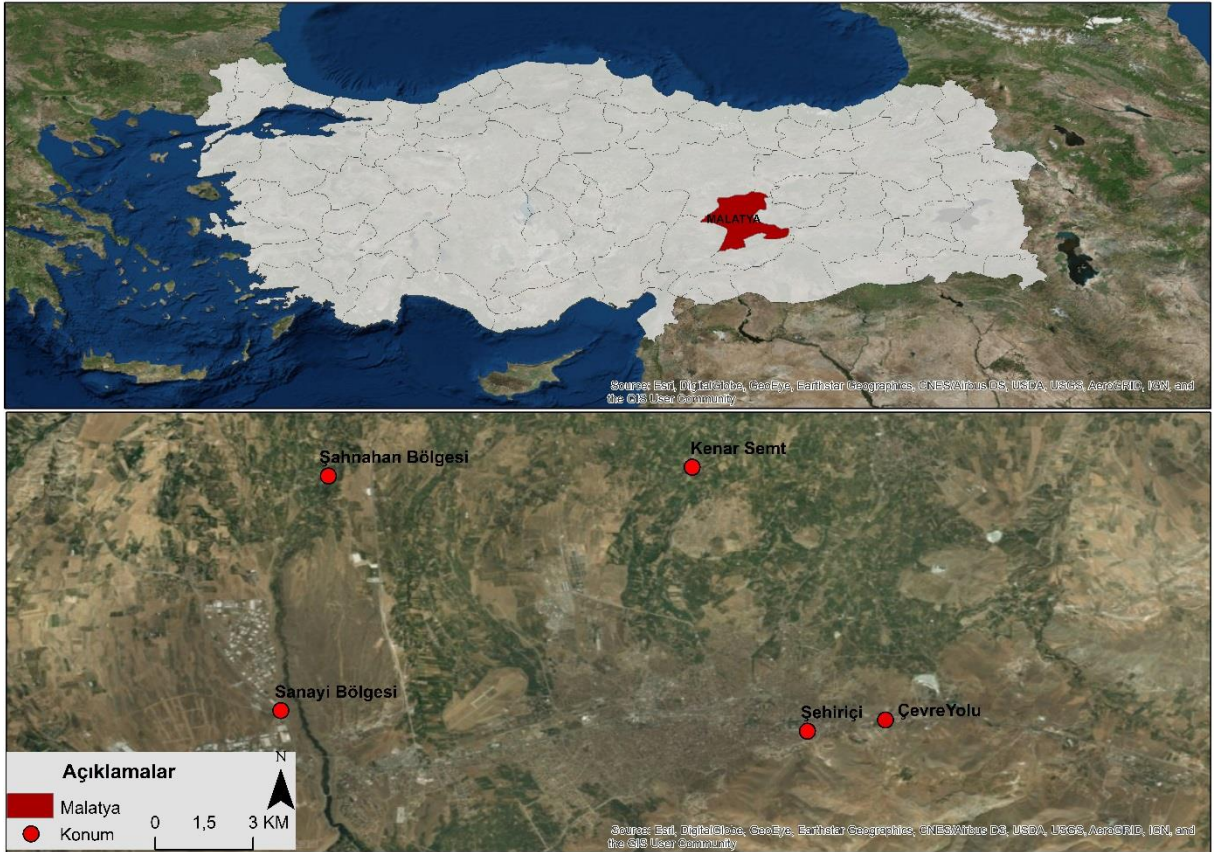 MALATYA
Source: Esri, DigitalGlobe, GeoEye, Earthstar Geographics, CNES/Airbus DS, USDA, USGS, AeroGRID, IGN, and
the GIS User Community
Şahnahan Bölgesi
Kenar Semt
Sanayi Bölgesi
Şehiriçi
ÇevreYolu
Açıklamalar
N
Malatya
Konum
0 1,5 3 KM
Source: Esri, DigitalGlobe, GeoEye, Earthstar Geographics, CNES/Airbus DS, USDA, USGS, AeroGRID, IGN, and
the GIS User Community